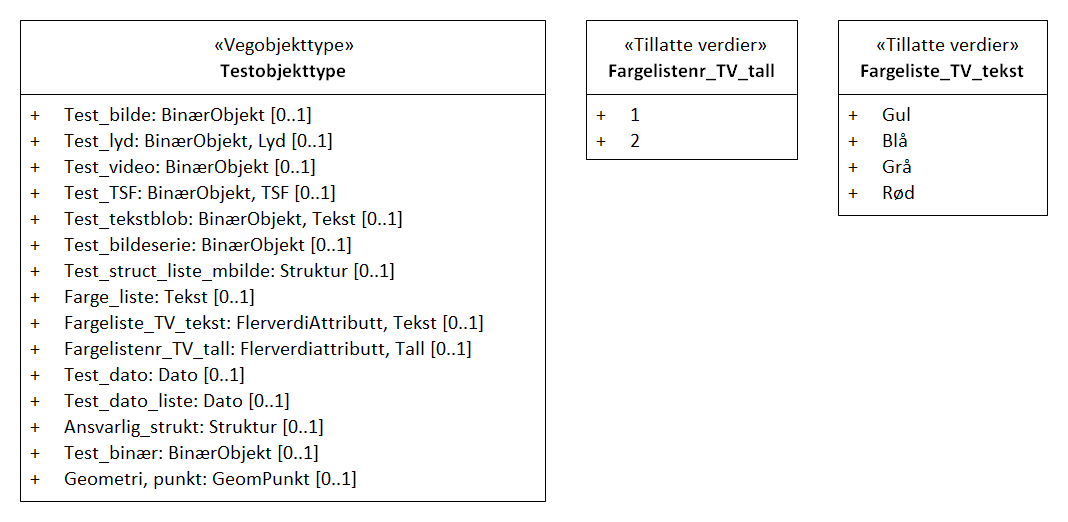 «Vegobjekttype»
Testobjekttype
+ Test_bilde: BinærObjekt [0..1]
+ Test_lyd: BinærObjekt, Lyd [0..1]
+ Test_video: BinærObjekt [0..1]
+ Test_TSF: BinærObjekt, TSF [0..1]
+ Test_tekstblob: BinærObjekt, Tekst [0..1]
+ Test_bildeserie: BinærObjekt [0..1]
+ Test_struct_liste_mbilde: Struktur [0..1]
+ Farge_liste: Tekst [0..1]
+ Fargeliste_TV_tekst: FlerverdiAttributt, Tekst [0..1]
+ Fargelistenr_TV_tall: Flerverdiattributt, Tall [0..1]
+ Test_dato: Dato [0..1]
+ Test_dato_liste: Dato [0..1]
+ Ansvarlig_strukt: Struktur [0..1]
+ Test_binær: BinærObjekt [0..1]
+ Geometri, punkt: GeomPunkt [0..1]
«Tillatte verdier»
Fargelistenr_TV_tall
+ 1
+ 2
«Tillatte verdier»
Fargeliste_TV_tekst
+ Gul
+ Blå
+ Grå
+ Rød